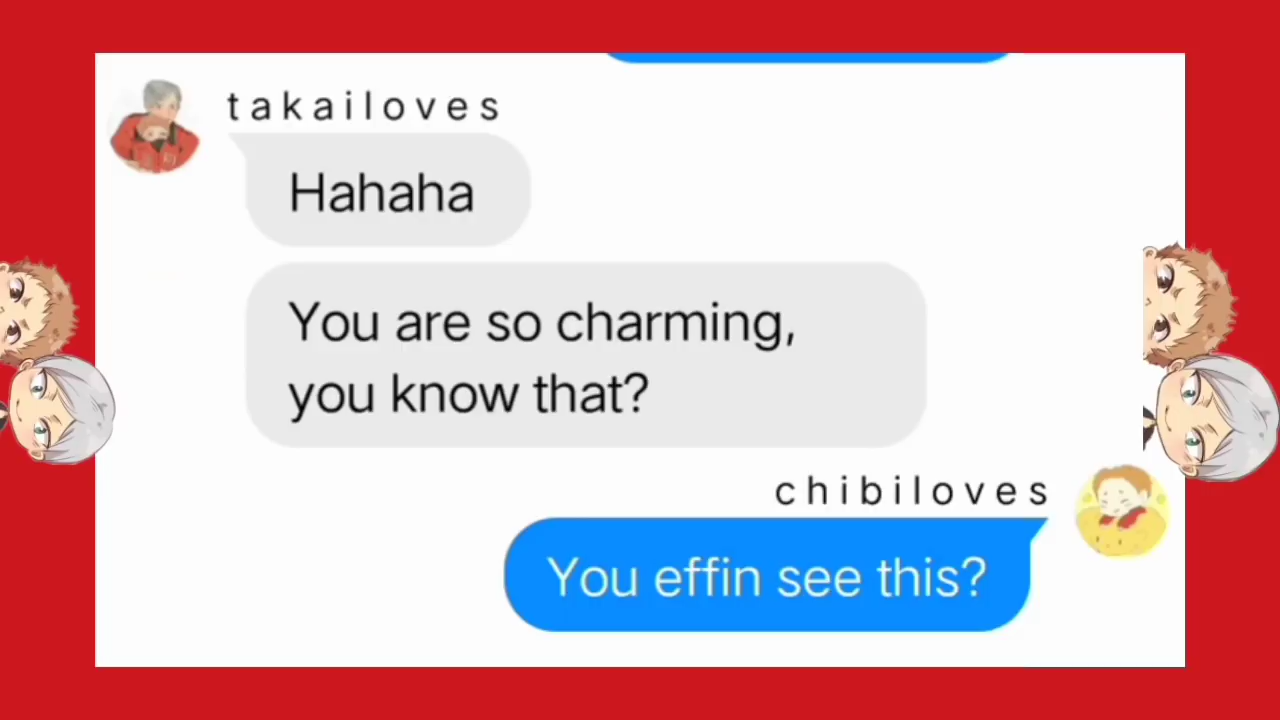 takailoves
Hahaha
You are so charming,
you know that?
chibiloves
You effin see this?